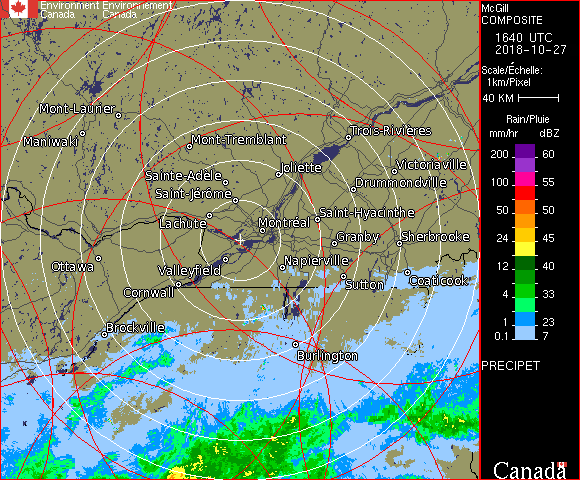 Environment Environnement
Canada Canada
McGill
COMPOSITE
1640 UTC
2018-10-27
Scale/Échelle:
1km/Pixel
40 KM
Rain/Pluie
mm/hr dBZ
200 60
100 55
50 50
24 45
12 40
4 33
1 23
0.1 7
PRECIPET
Canada
Mont-Laurier
Maniwaki
Mont-Tremblant
Trois-Rivières
Sainte-Adèle
Joliette
Victoriaville
Saint-Jérôme
Drummondville
Lachute
Montréal
Saint-Hyacinthe
Granby
Sherbrooke
Ottawa
Valleyfield
Napierville
Cornwall
Sutton
Coaticook
Brockville
Burlington
K